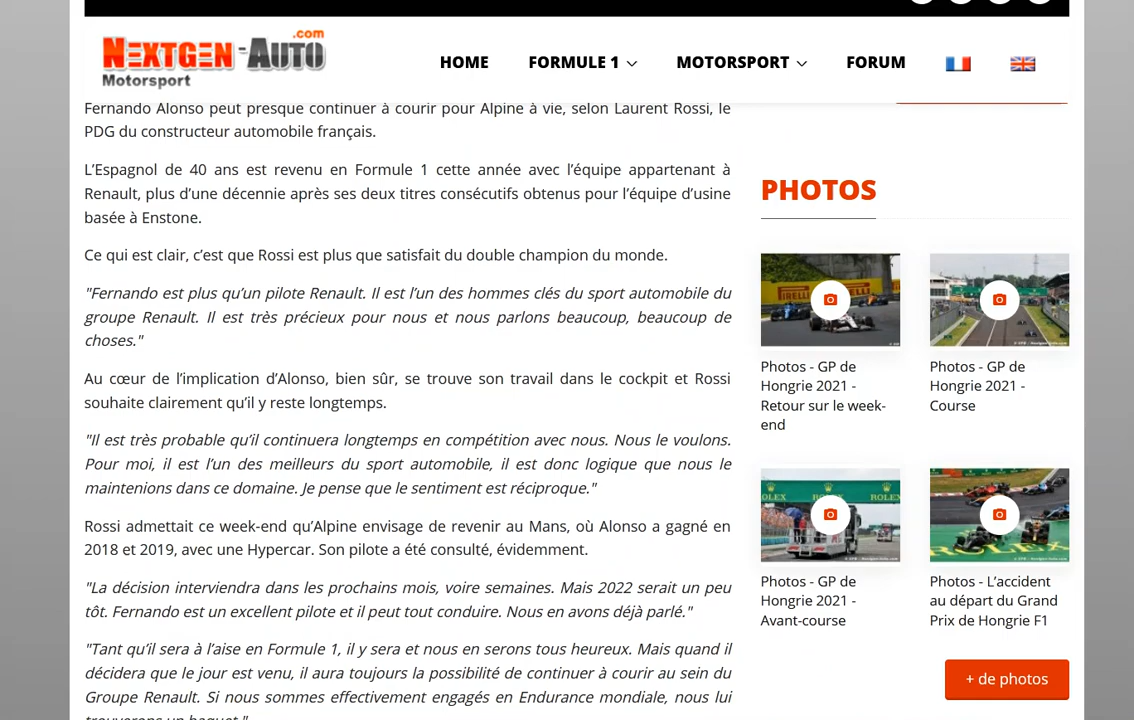 NEXTGEN-AUTO.com
Motorsport
HOME
FORMULE 1
MOTORSPORT
FORUM
Fernando Alonso peut presque continuer à courir pour Alpine à vie, selon Laurent Rossi, le
PDG du constructeur automobile français.
L’Espagnol de 40 ans est revenu en Formule 1 cette année avec l’équipe appartenant à
Renault, plus d’une décennie après ses deux titres consécutifs obtenus pour l’équipe d’usine
basée à Enstone.
Ce qui est clair, c’est que Rossi est plus que satisfait du double champion du monde.
"Fernando est plus qu’un pilote Renault. Il est l’un des hommes clés du sport automobile du
groupe Renault. Il est très précieux pour nous et nous parlons beaucoup, beaucoup de
choses."
Au cœur de l’implication d’Alonso, bien sûr, se trouve son travail dans le cockpit et Rossi
souhaite clairement qu’il y reste longtemps.
"Il est très probable qu’il continuera longtemps en compétition avec nous. Nous le voulons.
Pour moi, il est l’un des meilleurs du sport automobile, il est donc logique que nous le
maintenions dans ce domaine. Je pense que le sentiment est réciproque."
Rossi admettait ce week-end qu’Alpine envisage de revenir au Mans, où Alonso a gagné en
2018 et 2019, avec une Hypercar. Son pilote a été consulté, évidemment.
"La décision interviendra dans les prochains mois, voire semaines. Mais 2022 serait un peu
tôt. Fernando est un excellent pilote et il peut tout conduire. Nous en avons déjà parlé."
"Tant qu’il sera à l’aise en Formule 1, il y sera et nous en serons tous heureux. Mais quand il
décidera que le jour est venu, il aura toujours la possibilité de continuer à courir au sein du
Groupe Renault. Si nous sommes effectivement engagés en Endurance mondiale, nous lui
trouverons un baquet."
PHOTOS
PIRELLI
Photos - GP de
Hongrie 2021 -
Retour sur le week-
end
Photos - GP de
Hongrie 2021 -
Course
ROLEX
ROLEX
Photos - GP de
Hongrie 2021 -
Avant-course
ROLEX
Photos - L’accident
au départ du Grand
Prix de Hongrie F1
+ de photos